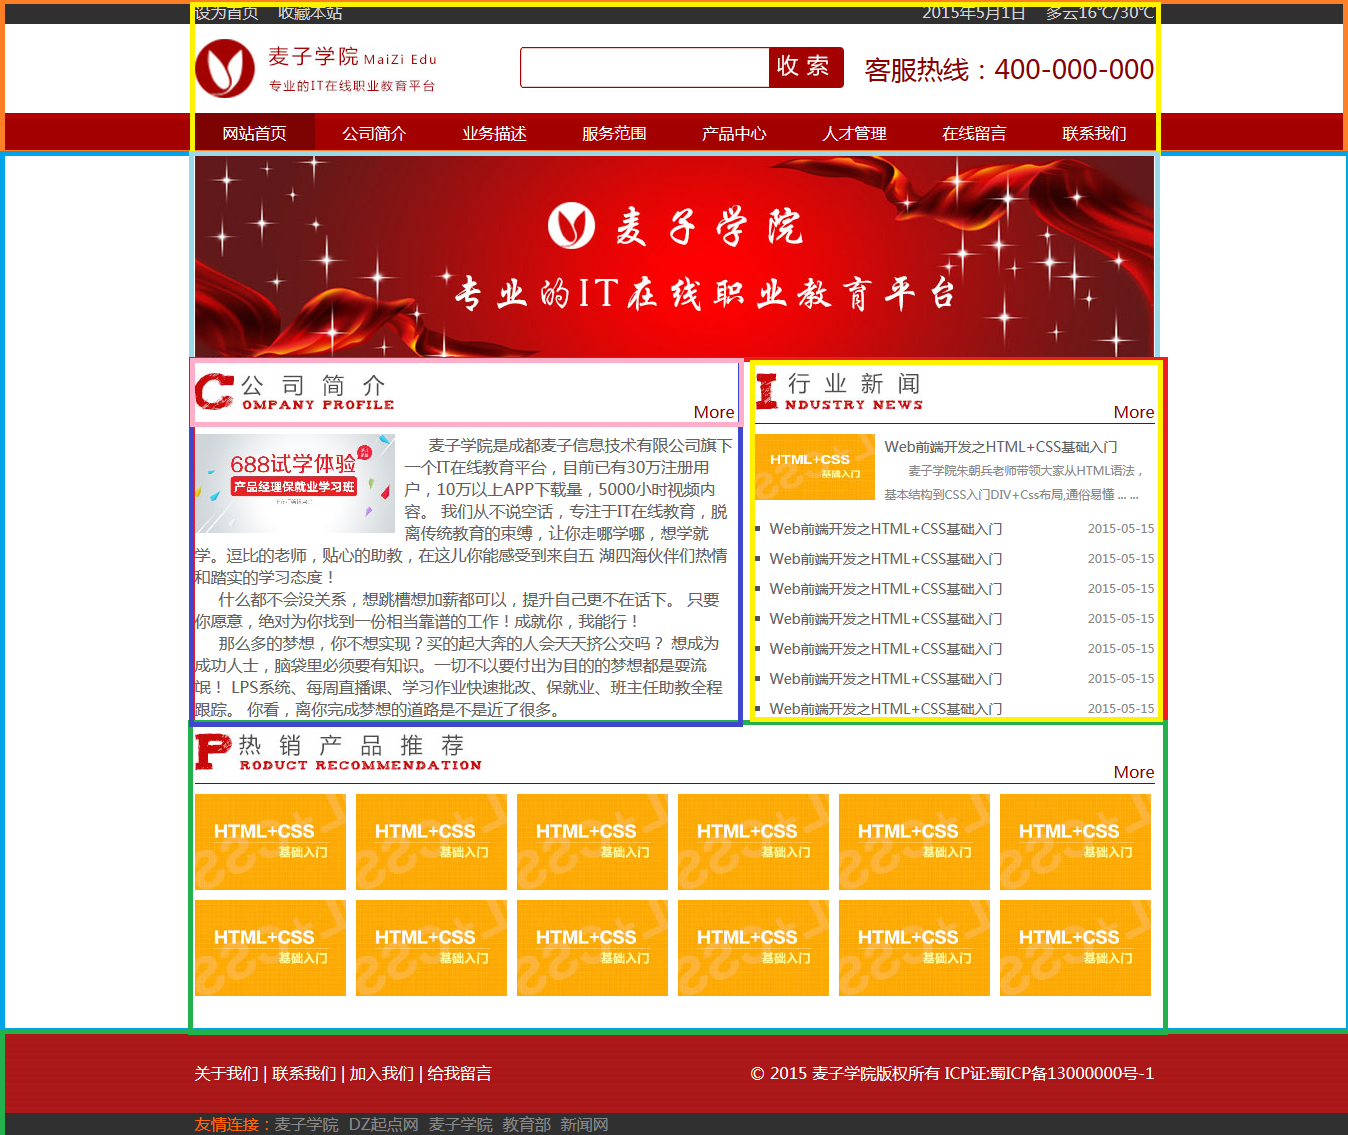 设为首页 收藏本站 2015年5月1日 多云16℃/30℃
麦子学院 MaiZi Edu
专业的IT在线职业教育平台
收索
客服热线：400-000-000
网站首页 公司简介 业务描述 服务范围 产品中心 人才管理 在线留言 联系我们
麦子学院
专业的IT在线职业教育平台
公司简介
COMPANY PROFILE
More
688试学体验
产品经理保就业学习班
麦子学院是成都麦子信息技术有限公司旗下
一个IT在线教育平台，目前已有30万注册用
户，10万以上APP下载量，5000小时视频内
容。 我们从不说空话，专注于IT在线教育，脱
离传统教育的束缚，让你走哪学哪，想学就
学。逗比的老师，贴心的助教，在这儿你能感受到来自五 湖四海伙伴们热情
和踏实的学习态度！
什么都不会没关系，想跳槽想加薪都可以，提升自己更不在话下。 只要
你愿意，绝对为你找到一份相当靠谱的工作！成就你，我能行！
那么多的梦想，你不想实现？买的起大奔的人会天天挤公交吗？ 想成为
成功人士，脑袋里必须要有知识。一切不以要付出为目的的梦想都是耍流
氓！ LPS系统、每周直播课、学习作业快速批改、保就业、班主任助教全程
跟踪。 你看，离你完成梦想的道路是不是近了很多。
行业新闻
INDUSTRY NEWS
More
HTML+CSS
基础入门
Web前端开发之HTML+CSS基础入门
麦子学院朱朝兵老师带领大家从HTML语法，
基本结构到CSS入门DIV+Css布局,通俗易懂 ... ...
Web前端开发之HTML+CSS基础入门 2015-05-15
Web前端开发之HTML+CSS基础入门 2015-05-15
Web前端开发之HTML+CSS基础入门 2015-05-15
Web前端开发之HTML+CSS基础入门 2015-05-15
Web前端开发之HTML+CSS基础入门 2015-05-15
Web前端开发之HTML+CSS基础入门 2015-05-15
Web前端开发之HTML+CSS基础入门 2015-05-15
热销产品推荐
PRODUCT RECOMMENDATION
More
HTML+CSS HTML+CSS HTML+CSS HTML+CSS HTML+CSS HTML+CSS
基础入门 基础入门 基础入门 基础入门 基础入门 基础入门
HTML+CSS HTML+CSS HTML+CSS HTML+CSS HTML+CSS HTML+CSS
基础入门 基础入门 基础入门 基础入门 基础入门 基础入门
关于我们 | 联系我们 | 加入我们 | 给我留言 © 2015 麦子学院版权所有 ICP证:蜀ICP备13000000号-1
友情连接：麦子学院 DZ起点网 麦子学院 教育部 新闻网